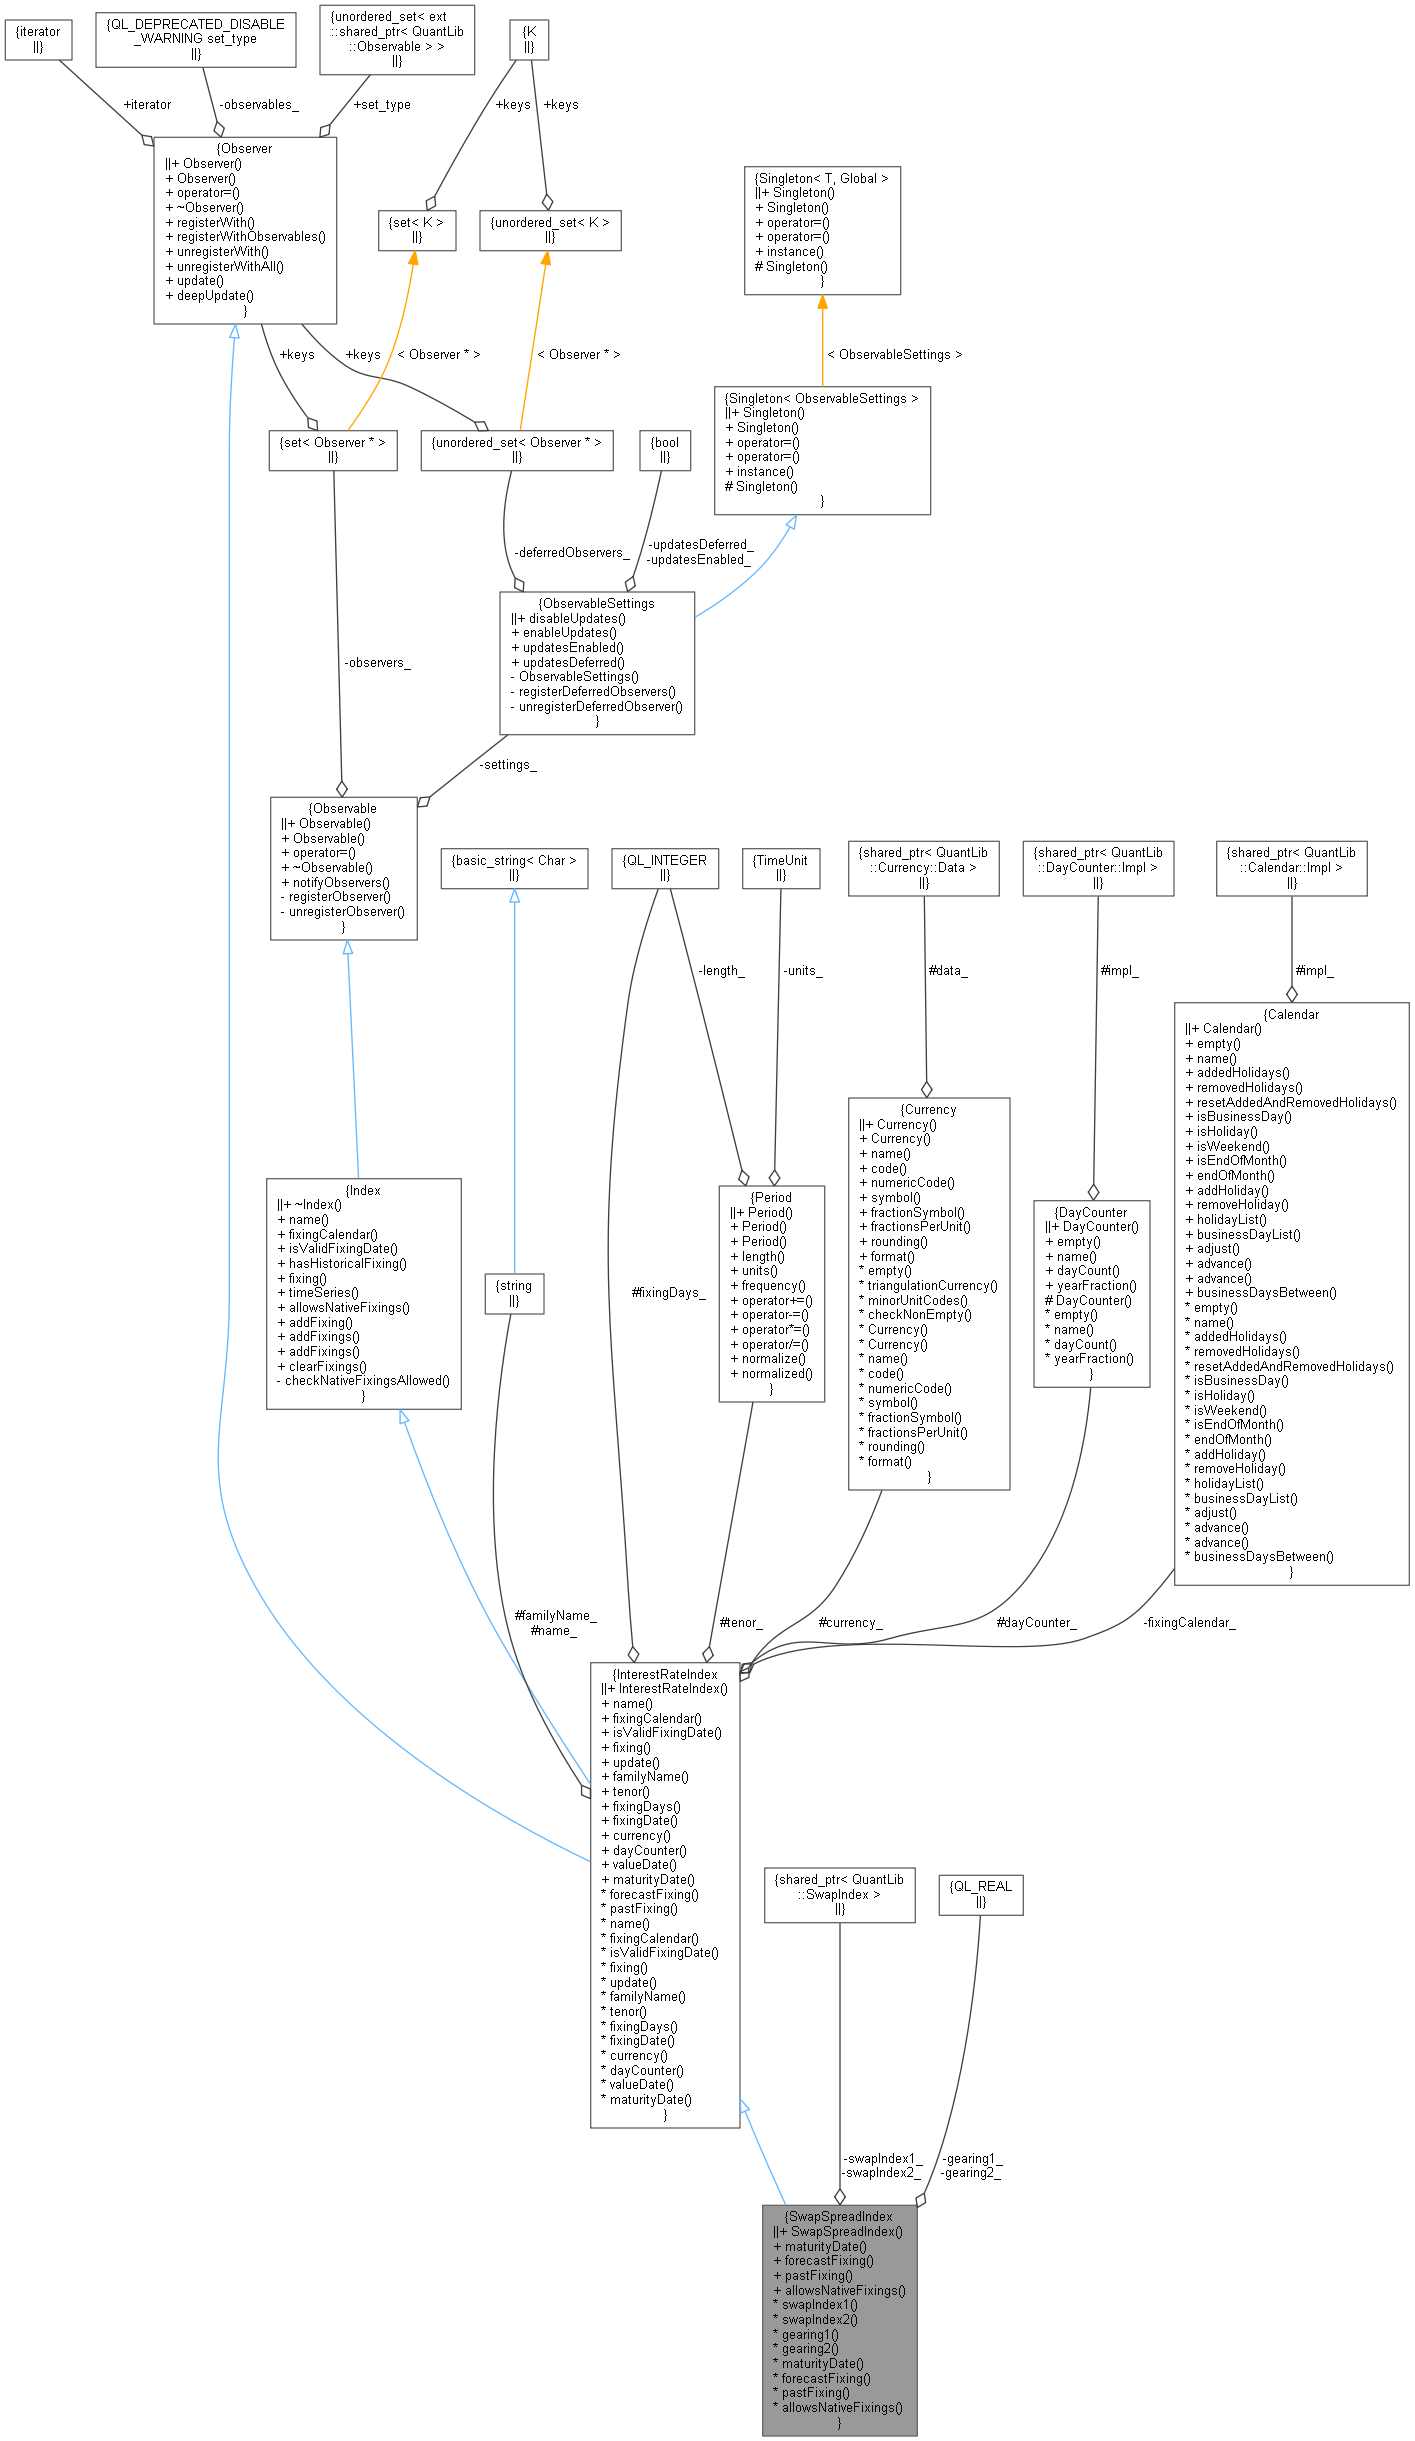 {iterator
||}
{QL_DEPRECATED_DISABLE
_WARNING set_type
||}
{unordered_set< ext
::shared_ptr< QuantLib
::Observable > >
||}
{K
||}
+iterator
-observables_
+set_type
+keys
+keys
{Observer
||+ Observer()
+ Observer()
+ operator=()
+ ~Observer()
+ registerWith()
+ registerWithObservables()
+ unregisterWith()
+ unregisterWithAll()
+ update()
+ deepUpdate()
}
{set< K >
||}
{unordered_set< K >
||}
{Singleton< T, Global >
||+ Singleton()
+ Singleton()
+ operator=()
+ operator=()
+ instance()
# Singleton()
}
+keys
+keys
< Observer * >
< Observer * >
< ObservableSettings >
{set< Observer * >
||}
{unordered_set< Observer * >
||}
{bool
||}
{Singleton< ObservableSettings >
||+ Singleton()
+ Singleton()
+ operator=()
+ operator=()
+ instance()
# Singleton()
}
-deferredObservers_
-updatesDeferred_
-updatesEnabled_
{ObservableSettings
||+ disableUpdates()
+ enableUpdates()
+ updatesEnabled()
+ updatesDeferred()
- ObservableSettings()
- registerDeferredObservers()
- unregisterDeferredObserver()
}
-observers_
-settings_
{Observable
||+ Observable()
+ Observable()
+ operator=()
+ ~Observable()
+ notifyObservers()
- registerObserver()
- unregisterObserver()
}
{basic_string< Char >
||}
{QL_INTEGER
||}
{TimeUnit
||}
{shared_ptr< QuantLib
::Currency::Data >
||}
{shared_ptr< QuantLib
::DayCounter::Impl >
||}
{shared_ptr< QuantLib
::Calendar::Impl >
||}
-length_
-units_
#data_
#impl_
#impl_
{Index
||+ ~Index()
+ name()
+ fixingCalendar()
+ isValidFixingDate()
+ hasHistoricalFixing()
+ fixing()
+ timeSeries()
+ allowsNativeFixings()
+ addFixing()
+ addFixings()
+ addFixings()
+ clearFixings()
- checkNativeFixingsAllowed()
}
{string
||}
#fixingDays_
{Period
||+ Period()
+ Period()
+ Period()
+ length()
+ units()
+ frequency()
+ operator+=()
+ operator-=()
+ operator*=()
+ operator/=()
+ normalize()
+ normalized()
}
{Currency
||+ Currency()
+ Currency()
+ name()
+ code()
+ numericCode()
+ symbol()
+ fractionSymbol()
+ fractionsPerUnit()
+ rounding()
+ format()
* empty()
* triangulationCurrency()
* minorUnitCodes()
* checkNonEmpty()
* Currency()
* Currency()
* name()
* code()
* numericCode()
* symbol()
* fractionSymbol()
* fractionsPerUnit()
* rounding()
* format()
}
{DayCounter
||+ DayCounter()
+ empty()
+ name()
+ dayCount()
+ yearFraction()
# DayCounter()
* empty()
* name()
* dayCount()
* yearFraction()
}
{Calendar
||+ Calendar()
+ empty()
+ name()
+ addedHolidays()
+ removedHolidays()
+ resetAddedAndRemovedHolidays()
+ isBusinessDay()
+ isHoliday()
+ isWeekend()
+ isEndOfMonth()
+ endOfMonth()
+ addHoliday()
+ removeHoliday()
+ holidayList()
+ businessDayList()
+ adjust()
+ advance()
+ advance()
+ businessDaysBetween()
* empty()
* name()
* addedHolidays()
* removedHolidays()
* resetAddedAndRemovedHolidays()
* isBusinessDay()
* isHoliday()
* isWeekend()
* isEndOfMonth()
* endOfMonth()
* addHoliday()
* removeHoliday()
* holidayList()
* businessDayList()
* adjust()
* advance()
* advance()
* businessDaysBetween()
}
#familyName_
#name_
#tenor_
#currency_
#dayCounter_
-fixingCalendar_
{InterestRateIndex
||+ InterestRateIndex()
+ name()
+ fixingCalendar()
+ isValidFixingDate()
+ fixing()
+ update()
+ familyName()
+ tenor()
+ fixingDays()
+ fixingDate()
+ currency()
+ dayCounter()
+ valueDate()
+ maturityDate()
* forecastFixing()
* pastFixing()
* name()
* fixingCalendar()
* isValidFixingDate()
* fixing()
* update()
* familyName()
* tenor()
* fixingDays()
* fixingDate()
* currency()
* dayCounter()
* valueDate()
* maturityDate()
}
{shared_ptr< QuantLib
::SwapIndex >
||}
{QL_REAL
||}
-swapIndex1_
-swapIndex2_
-gearing1_
-gearing2_
{SwapSpreadIndex
||+ SwapSpreadIndex()
+ maturityDate()
+ forecastFixing()
+ pastFixing()
+ allowsNativeFixings()
* swapIndex1()
* swapIndex2()
* gearing1()
* gearing2()
* maturityDate()
* forecastFixing()
* pastFixing()
* allowsNativeFixings()
}